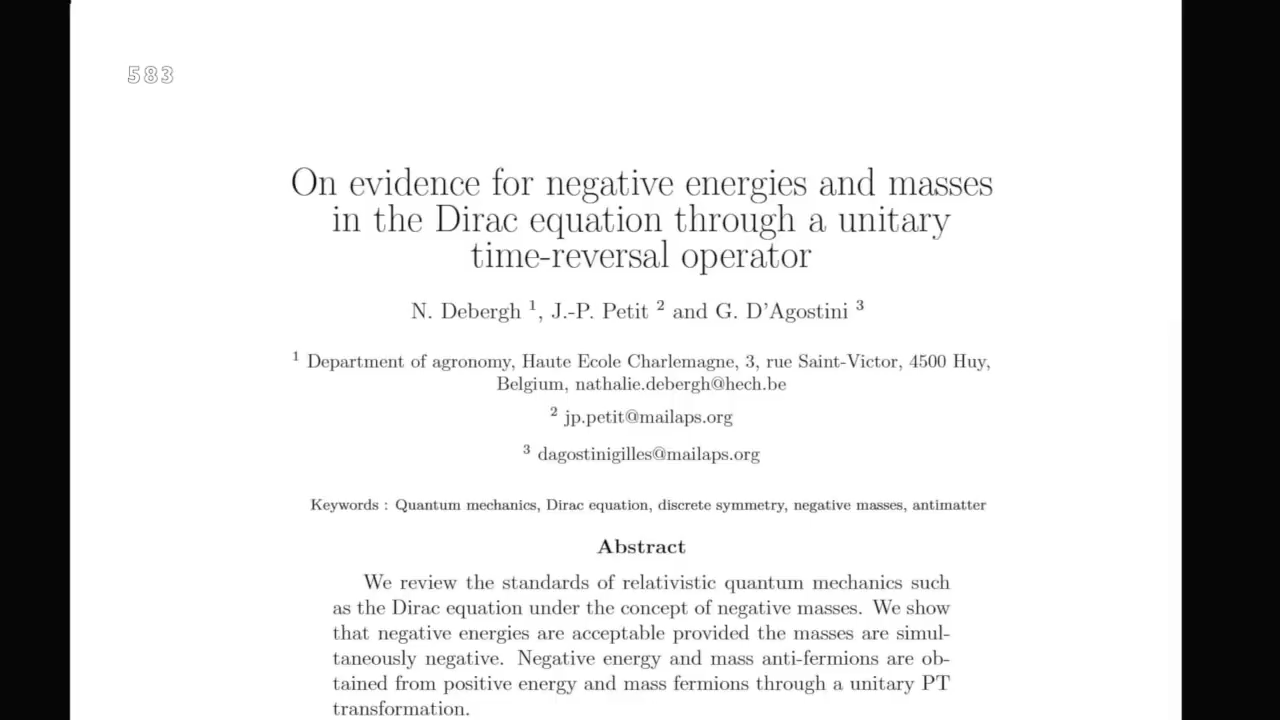 583
On evidence for negative energies and masses
in the Dirac equation through a unitary
time-reversal operator
N. Debergh ¹, J.-P. Petit ² and G. D'Agostini ³
¹ Department of agronomy, Haute Ecole Charlemagne, 3, rue Saint-Victor, 4500 Huy,
Belgium, nathalie.debergh@hech.be
² jp.petit@mailaps.org
³ dagostinigilles@mailaps.org
Keywords : Quantum mechanics, Dirac equation, discrete symmetry, negative masses, antimatter
Abstract
We review the standards of relativistic quantum mechanics such
as the Dirac equation under the concept of negative masses. We show
that negative energies are acceptable provided the masses are simul-
taneously negative. Negative energy and mass anti-fermions are ob-
tained from positive energy and mass fermions through a unitary PT
transformation.